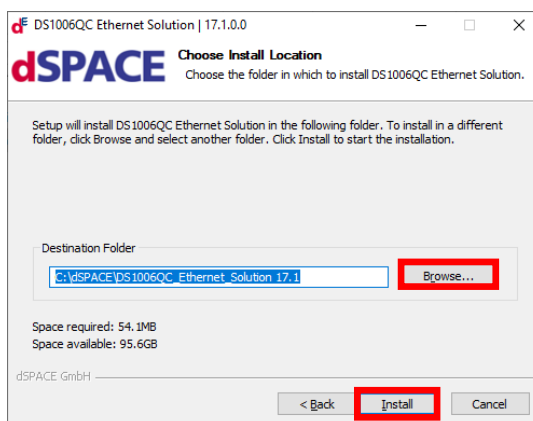 dE DS1006QC Ethernet Solution | 17.1.0.0
dSPACE
Choose Install Location
Choose the folder in which to install DS1006QC Ethernet Solution.
Setup will install DS1006QC Ethernet Solution in the following folder. To install in a different
folder, click Browse and select another folder. Click Install to start the installation.
Destination Folder
C:\dSPACE\DS1006QC_Ethernet_Solution 17.1
Browse...
Space required: 54.1MB
Space available: 95.6GB
dSPACE GmbH
< Back
Install
Cancel